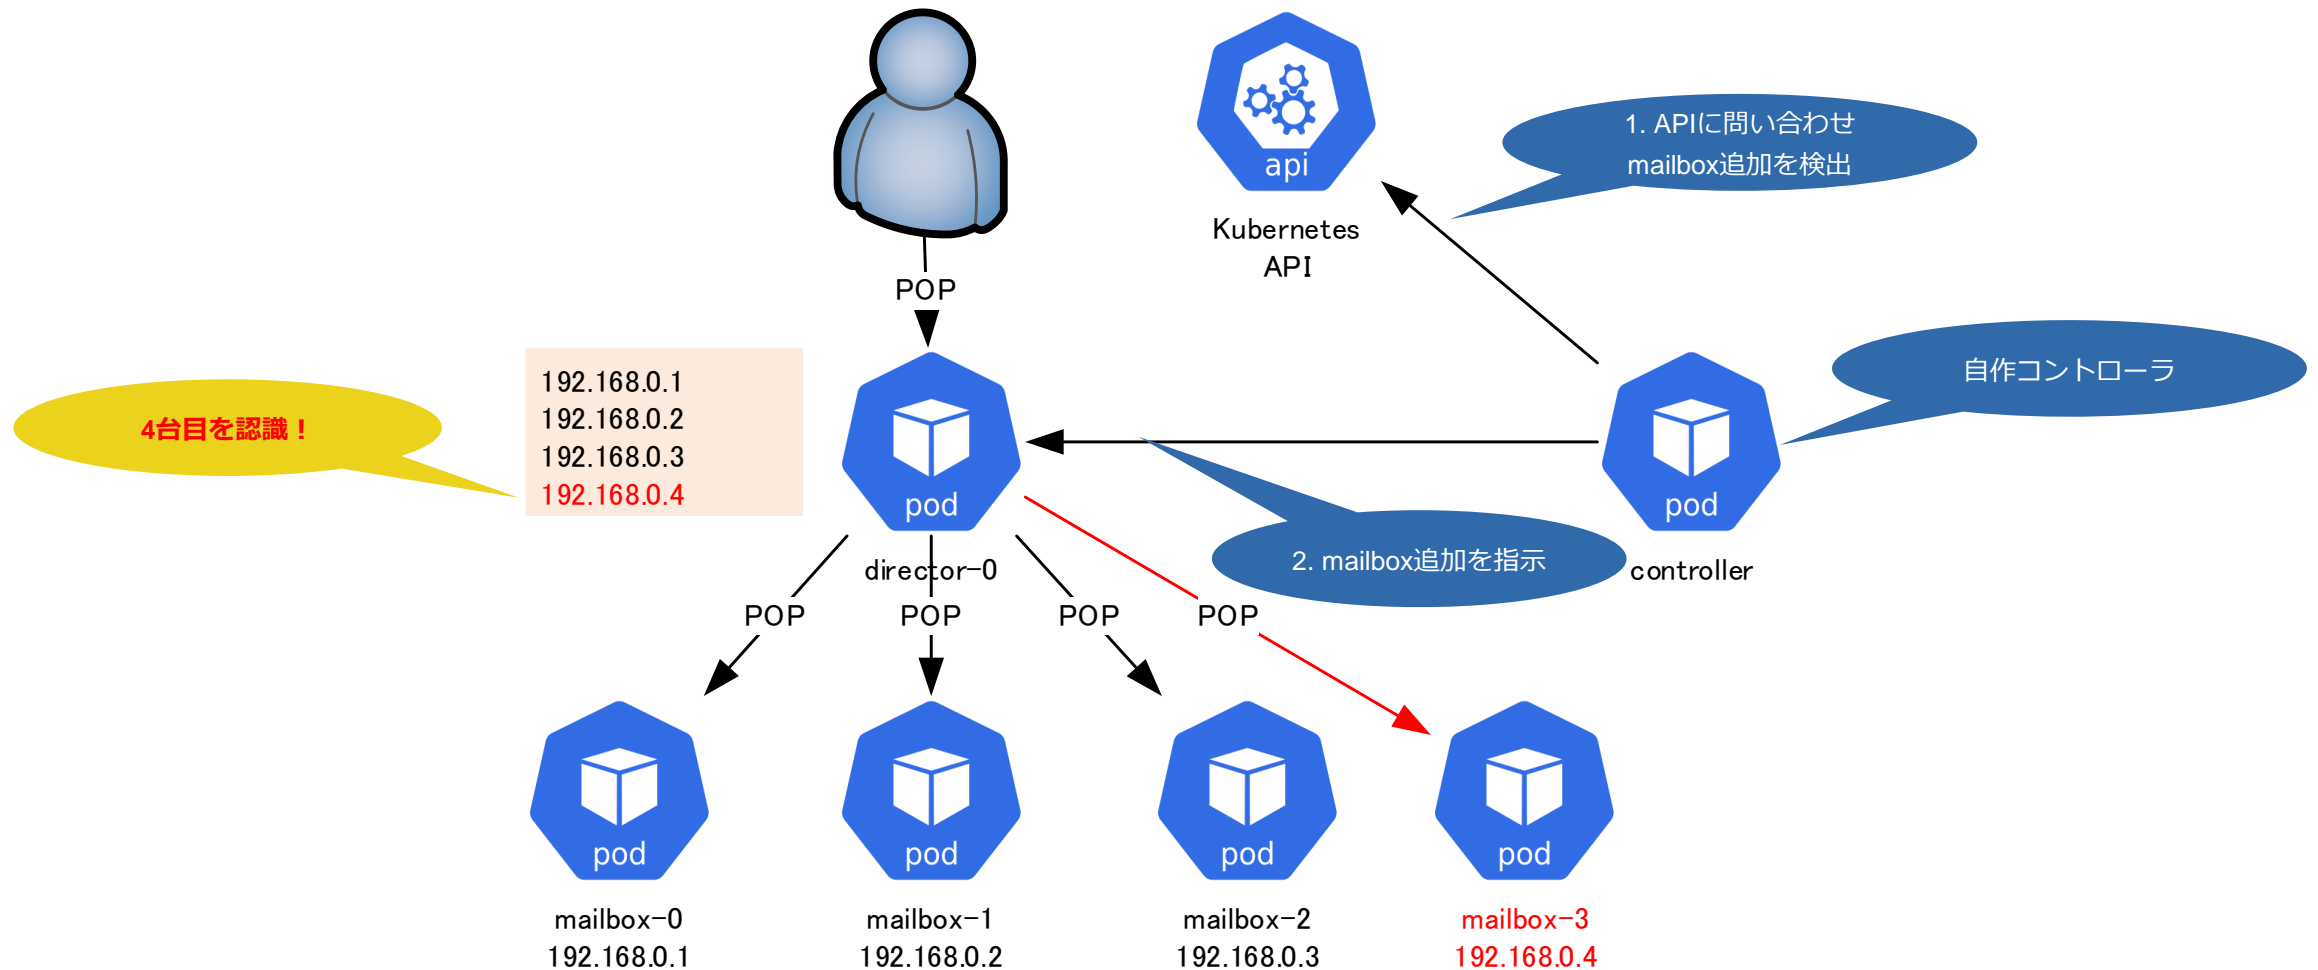 api
Kubernetes
API
1. APIに問い合わせ
mailbox追加を検出
POP
4台目を認識！
192.168.0.1
192.168.0.2
192.168.0.3
192.168.0.4
pod
director-0
自作コントローラ
pod
controller
2. mailbox追加を指示
POP
POP
POP
POP
pod
mailbox-0
192.168.0.1
pod
mailbox-1
192.168.0.2
pod
mailbox-2
192.168.0.3
pod
mailbox-3
192.168.0.4